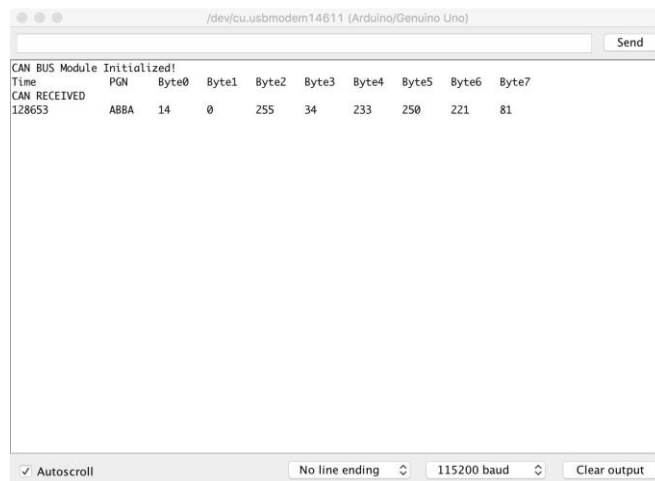 /dev/cu.usbmodem14611 (Arduino/Genuino Uno)
Send
CAN BUS Module Initialized!
Time PGN Byte0 Byte1 Byte2 Byte3 Byte4 Byte5 Byte6 Byte7
CAN RECEIVED
128653 ABBA 14 0 255 34 233 250 221 81
Autoscroll No line ending 115200 baud Clear output